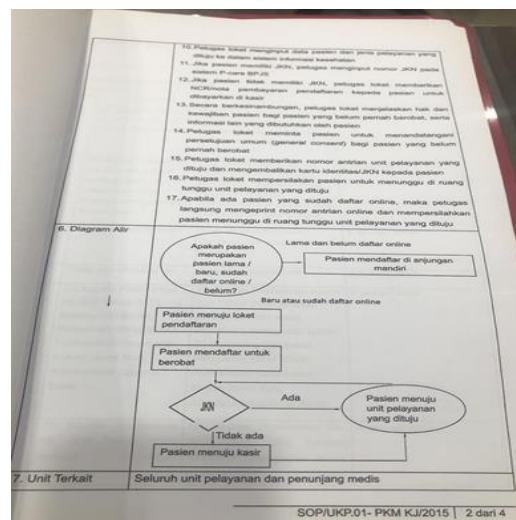 10. Petugas loket menginput data pasien dan jenis pelayanan yang
dituju ke dalam sistem informasi kesehatan
11. Jika pasien memiliki JKN, petugas menginput nomor JKN pada
sistem P-care BPJS
12. Jika pasien tidak memiliki JKN, petugas loket memberikan
NCR/nota pembayaran pendaftaran kepada pasien untuk
dibayarkan di kasir
13. Secara berkesinambungan, petugas loket menjelaskan hak dan
kewajiban pasien bagi pasien yang belum pernah berobat, serta
informasi lain yang dibutuhkan oleh pasien
14. Petugas loket meminta pasien untuk menandatangani
persetujuan umum (general consent) bagi pasien yang belum
pernah berobat
15. Petugas loket memberikan nomor antrian unit pelayanan yang
dituju dan mengembalikan kartu identitas/JKN kepada pasien
16. Petugas loket mempersilakan pasien untuk menunggu di ruang
tunggu unit pelayanan yang dituju
17. Apabila ada pasien yang sudah daftar online, maka petugas
langsung mengeprint nomor antrian online dan mempersilahkan
pasien menunggu di ruang tunggu unit pelayanan yang dituju
6. Diagram Alir
Apakah pasien
merupakan
pasien lama /
baru, sudah
daftar online /
belum?
Lama dan belum daftar online
Pasien mendaftar di anjungan
mandiri
Baru atau sudah daftar online
Pasien menuju loket
pendaftaran
Pasien mendaftar untuk
berobat
JKN
Ada
Pasien menuju
unit pelayanan
yang dituju
Tidak ada
Pasien menuju kasir
7. Unit Terkait
Seluruh unit pelayanan dan penunjang medis
SOP/UKP.01- PKM KJ/2015 | 2 dari 4